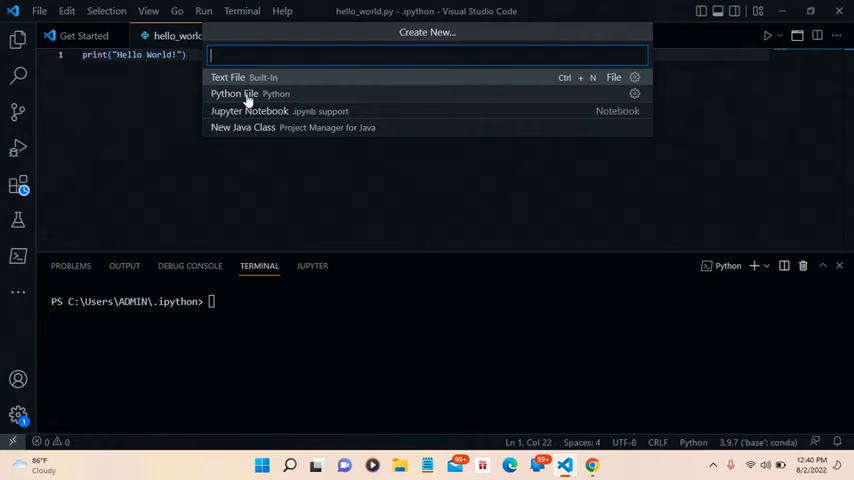 File Edit Selection View Go Run Terminal Help hello_world.py - .ipython - Visual Studio Code
Create New...
Get Started hello_world
1 print("Hello World!")
Text File Built-In Ctrl + N File
Python File Python
Jupyter Notebook .ipynb support Notebook
New Java Class Project Manager for Java
PROBLEMS OUTPUT DEBUG CONSOLE TERMINAL JUPYTER Python
PS C:\Users\ADMIN\.ipython>
1
0 0 Ln 1, Col 22 Spaces: 4 UTF-8 CRLF Python 3.9.7 ('base': conda)
86°F
Cloudy
99+ 99+
12:40 PM
8/2/2022